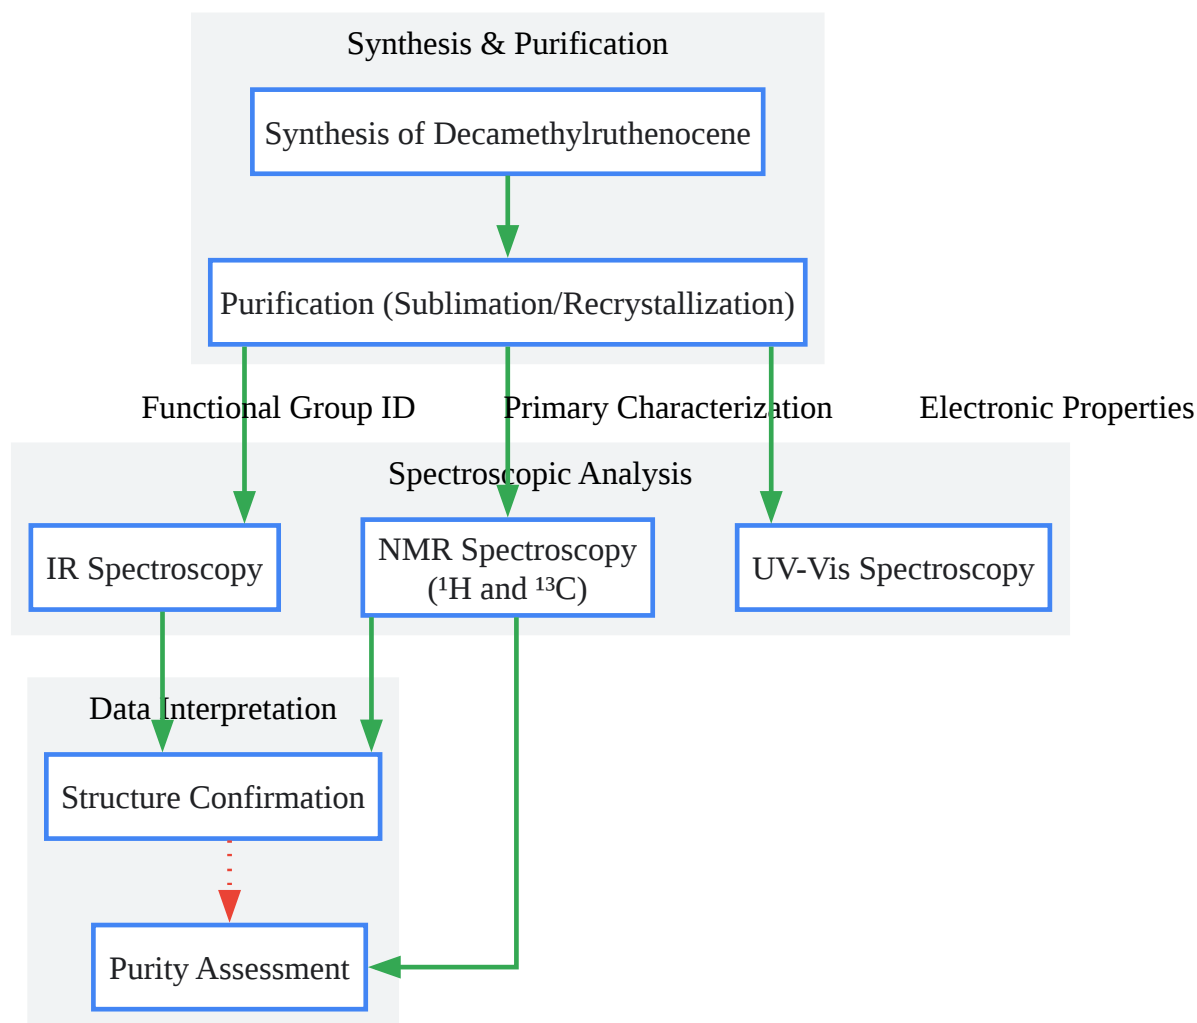 Synthesis & Purification
Synthesis of Decamethylruthenocene
Purification (Sublimation/Recrystallization)
Functional Group ID
Primary Characterization
Electronic Properties
Spectroscopic Analysis
IR Spectroscopy
NMR Spectroscopy
(¹H and ¹³C)
UV-Vis Spectroscopy
Data Interpretation
Structure Confirmation
Purity Assessment